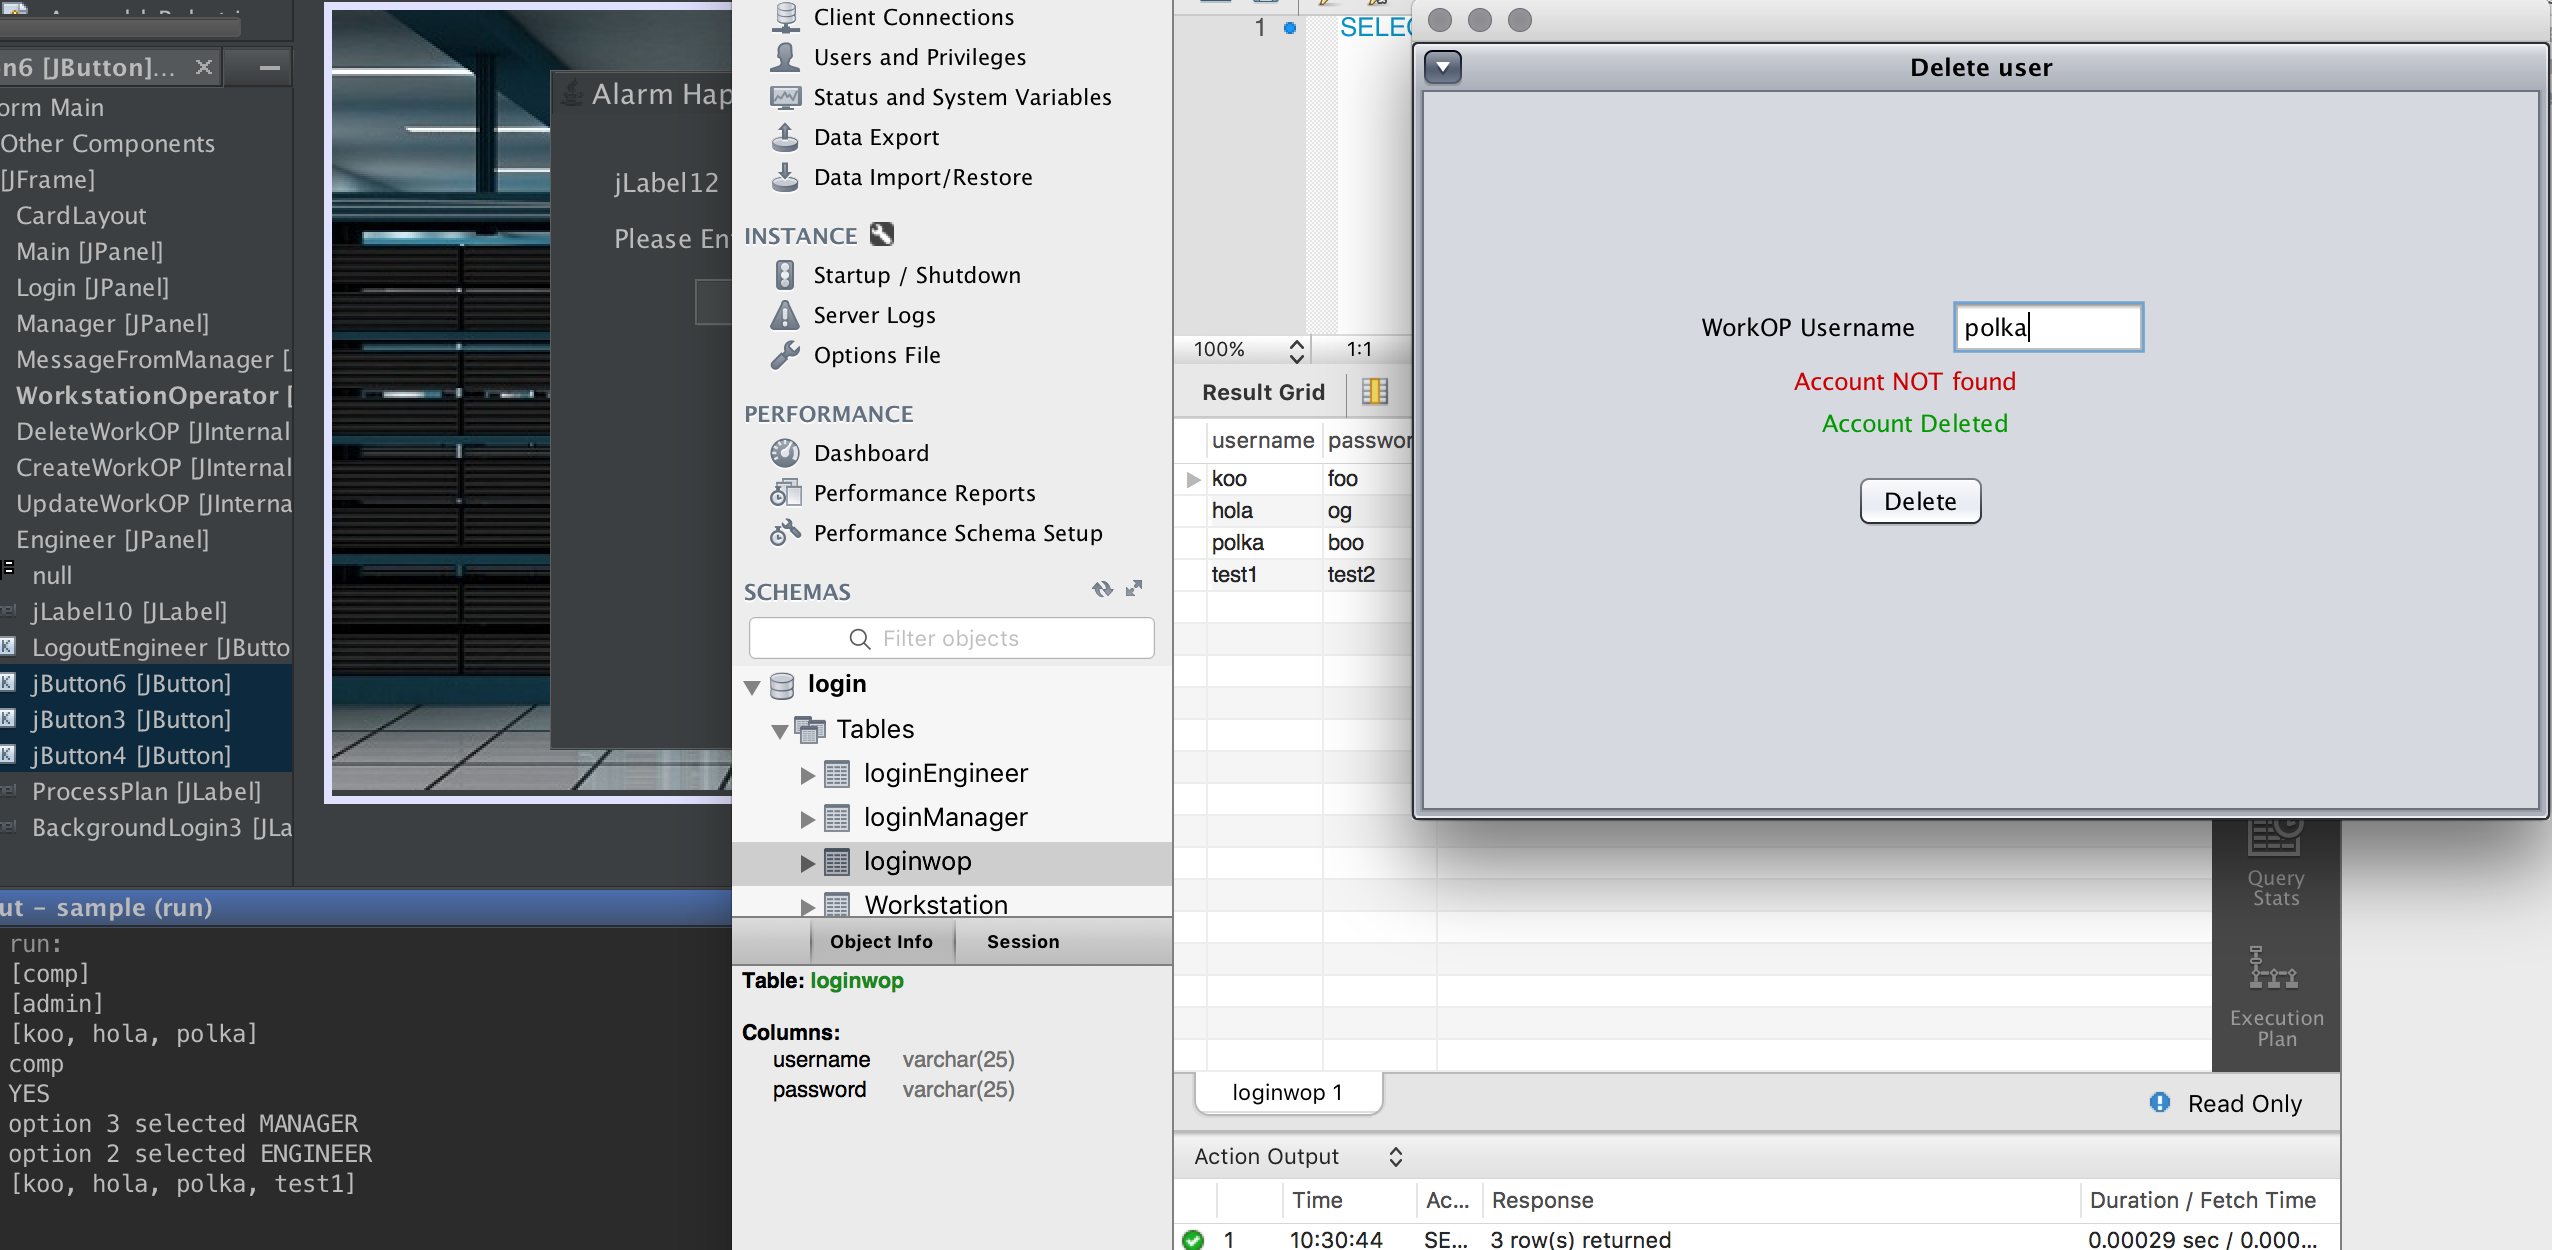 n6 [JButton]...
orm Main
Other Components
[JFrame]
CardLayout
Main [JPanel]
Login [JPanel]
Manager [JPanel]
MessageFromManager [
WorkstationOperator [
DeleteWorkOP [JInternal
CreateWorkOP [JInternal
UpdateWorkOP [JInterna
Engineer [JPanel]
null
jLabel10 [JLabel]
LogoutEngineer [JButto
jButton6 [JButton]
jButton3 [JButton]
jButton4 [JButton]
ProcessPlan [JLabel]
BackgroundLogin3 [JLa
ut - sample (run)
run:
[comp]
[admin]
[koo, hola, polka]
comp
YES
option 3 selected MANAGER
option 2 selected ENGINEER
[koo, hola, polka, test1]
Alarm Hap
jLabel12
Please En
Client Connections
Users and Privileges
Status and System Variables
Data Export
Data Import/Restore
INSTANCE
Startup / Shutdown
Server Logs
Options File
PERFORMANCE
Dashboard
Performance Reports
Performance Schema Setup
SCHEMAS
Filter objects
login
Tables
loginEngineer
loginManager
loginwop
Workstation
Object Info Session
Table: loginwop
Columns:
username varchar(25)
password varchar(25)
1 SELEC
100% 1:1
Result Grid
username passwor
koo foo
hola og
polka boo
test1 test2
Delete user
WorkOP Username polka
Account NOT found
Account Deleted
Delete
Query
Stats
Execution
Plan
loginwop 1
Read Only
Action Output
Time Ac... Response Duration / Fetch Time
1 10:30:44 SE... 3 row(s) returned 0.00029 sec / 0.000...